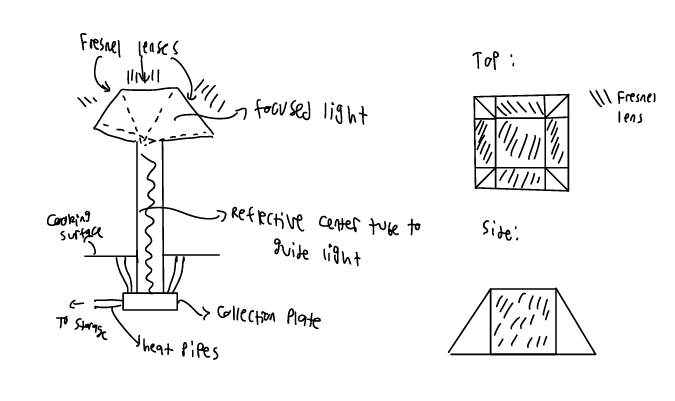 Fresnel lenses
focused light
Reflective center tube to
guide light
Cooking
surface
Collection Plate
To storage
heat pipes
Top:
Fresnel
lens
Side: